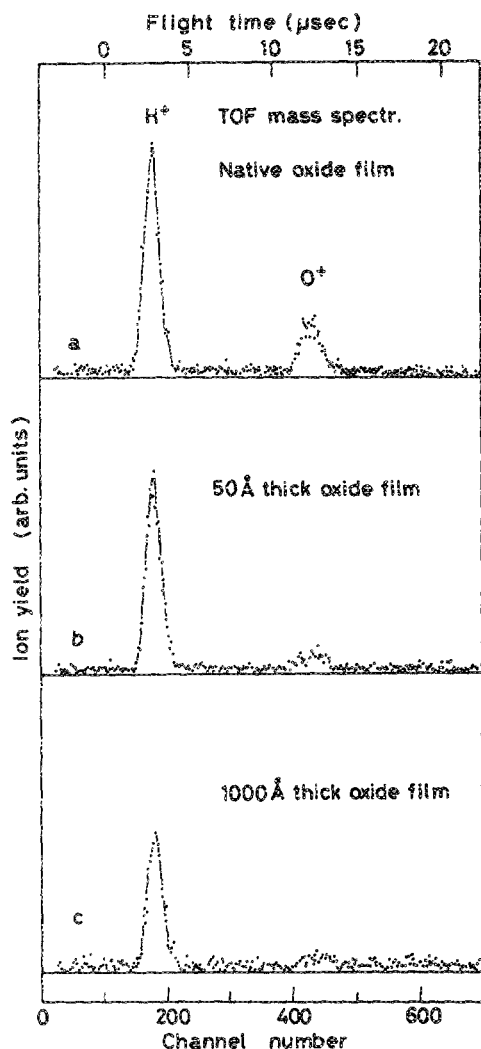 Flight time (μsec)
0 5 10 15 20
H⁺ TOF mass spectr.
Native oxide film
O⁺
a
50Å thick oxide film
b
1000Å thick oxide film
c
Ion yield (arb. units)
0 200 400 600
Channel number